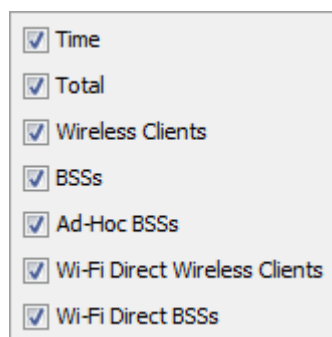 Time
Total
Wireless Clients
BSSs
Ad-Hoc BSSs
Wi-Fi Direct Wireless Clients
Wi-Fi Direct BSSs